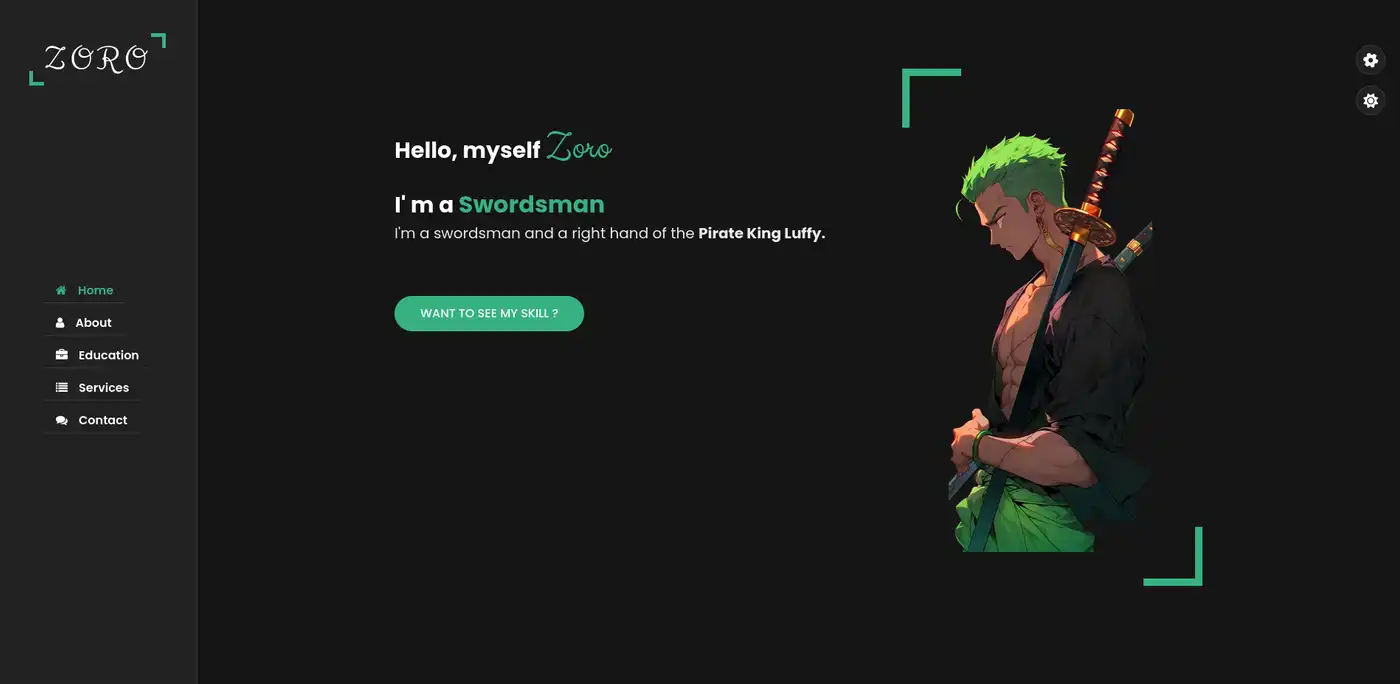 ZORO
Home
About
Education
Services
Contact
Hello, myself Zoro
I' m a Swordsman
I'm a swordsman and a right hand of the Pirate King Luffy.
WANT TO SEE MY SKILL ?